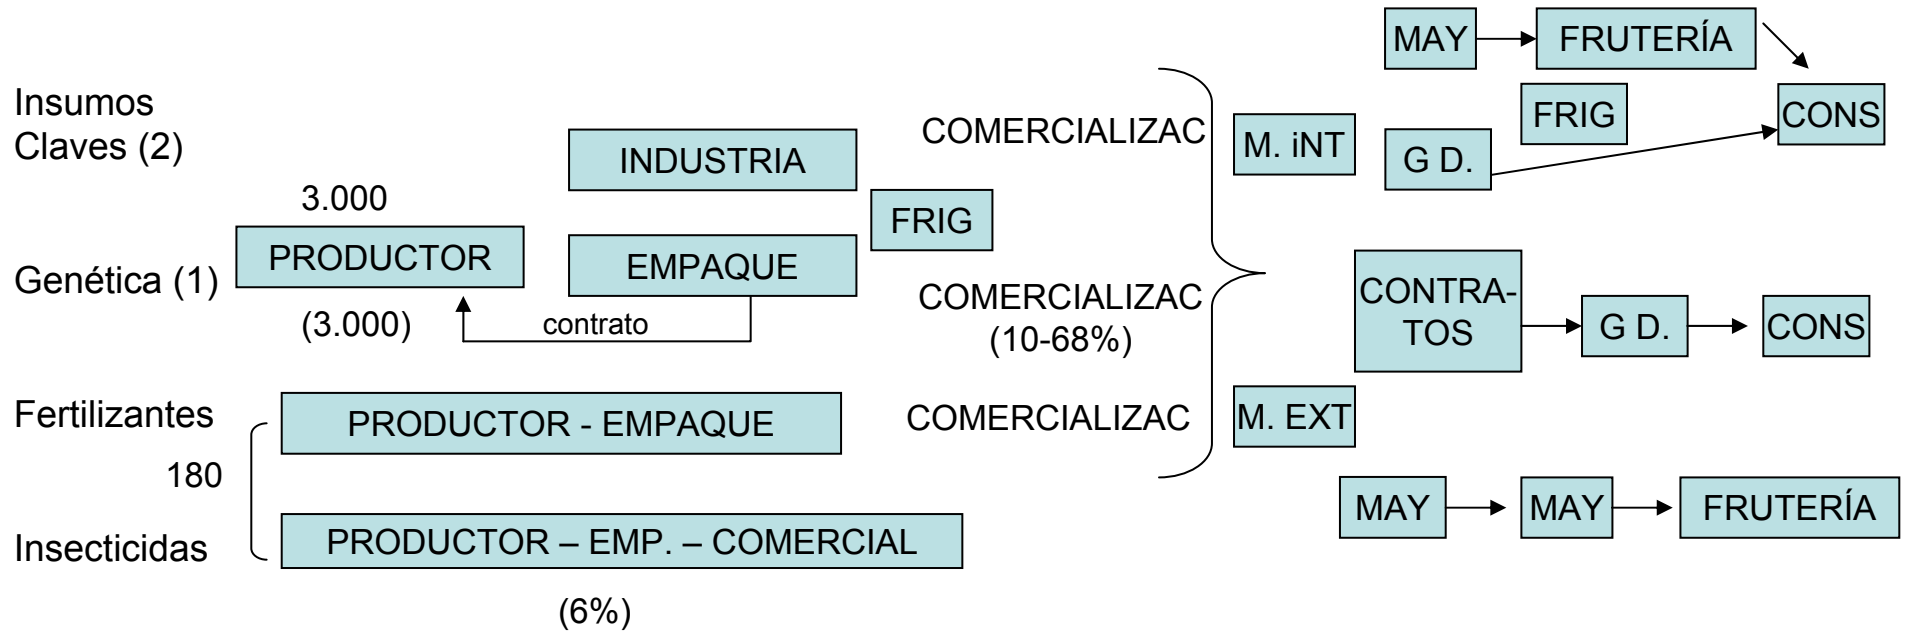 Insumos
Claves (2)
Genética (1)
Fertilizantes
180
Insecticidas
3.000
PRODUCTOR
(3.000)
contrato
INDUSTRIA
EMPAQUE
FRIG
PRODUCTOR - EMPAQUE
PRODUCTOR – EMP. – COMERCIAL
(6%)
COMERCIALIZAC
COMERCIALIZAC
(10-68%)
COMERCIALIZAC
M. iNT
M. EXT
MAY
FRUTERÍA
FRIG
G D.
CONS
CONTRA-
TOS
G D.
CONS
MAY
MAY
FRUTERÍA